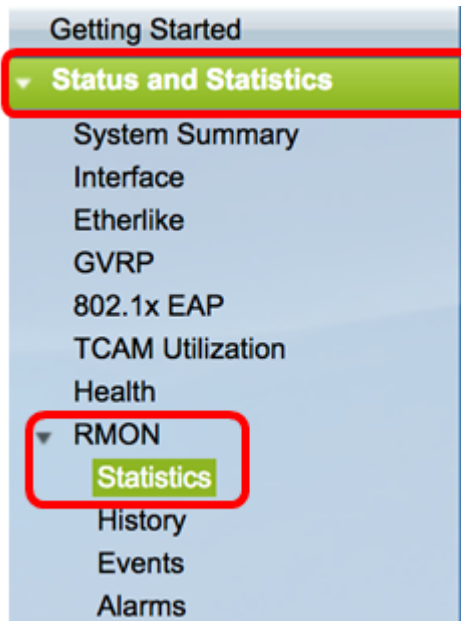 Getting Started
Status and Statistics
System Summary
Interface
Etherlike
GVRP
802.1x EAP
TCAM Utilization
Health
RMON
Statistics
History
Events
Alarms